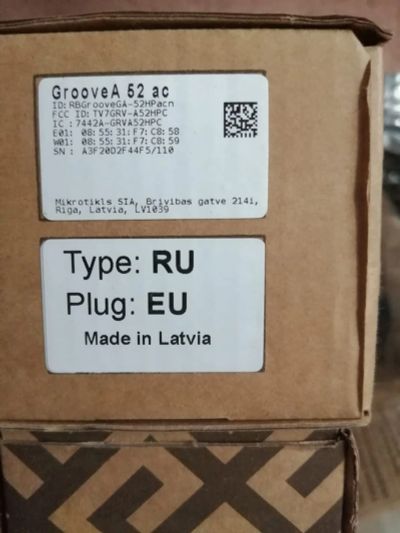 GrooveA 52 ac
ID: RBGrooveGA-52HPacn
FCC ID: TV7GRV-A52HPC
IC : 7442A-GRVA52HPC
E01: 08:55:31:F7:C8:58
W01: 08:55:31:F7:C8:59
SN : A3F20D2F44F5/110
Mikrotikls SIA, Brivibas gatve 214i,
Riga, Latvia, LV1039
Type: RU
Plug: EU
Made in Latvia